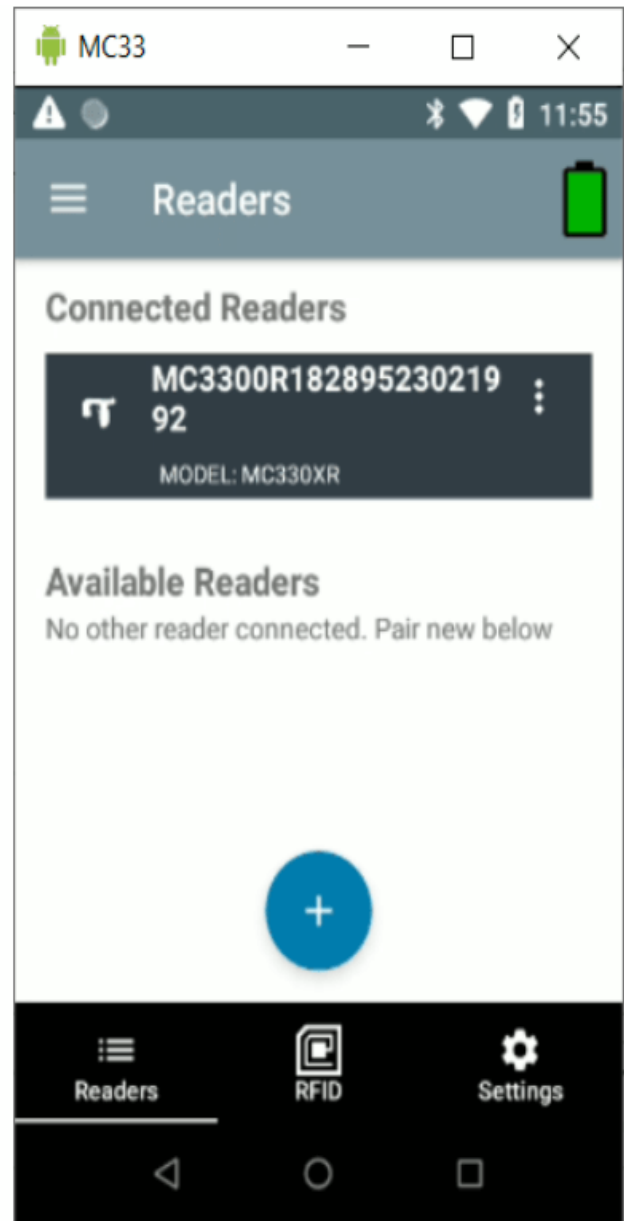 MC33
11:55
Readers
Connected Readers
MC3300R182895230219
92
MODEL: MC330XR
Available Readers
No other reader connected. Pair new below
+
Readers
RFID
Settings